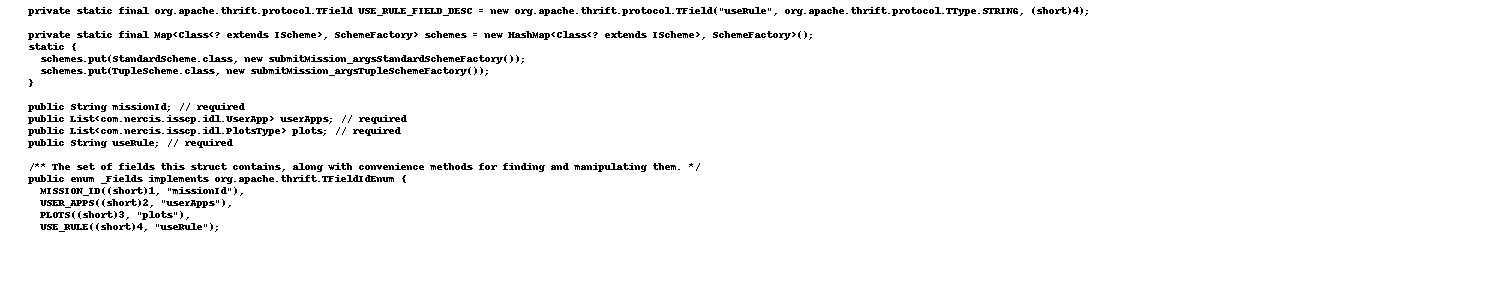 private static final org.apache.thrift.protocol.TField USE_RULE_FIELD_DESC = new org.apache.thrift.protocol.TField("useRule", org.apache.thrift.protocol.TType.STRING, (short)4);
private static final Map<Class<? extends IScheme>, SchemeFactory> schemes = new HashMap<Class<? extends IScheme>, SchemeFactory>();
static {
schemes.put(StandardScheme.class, new submitMission_argsStandardSchemeFactory());
schemes.put(TupleScheme.class, new submitMission_argsTupleSchemeFactory());
}
public String missionId; // required
public List<com.nercis.isscp.idl.UserApp> userApps; // required
public List<com.nercis.isscp.idl.PlotsType> plots; // required
public String useRule; // required
/** The set of fields this struct contains, along with convenience methods for finding and manipulating them. */
public enum _Fields implements org.apache.thrift.TFieldIdEnum {
MISSION_ID((short)1, "missionId"),
USER_APPS((short)2, "userApps"),
PLOTS((short)3, "plots"),
USE_RULE((short)4, "useRule");